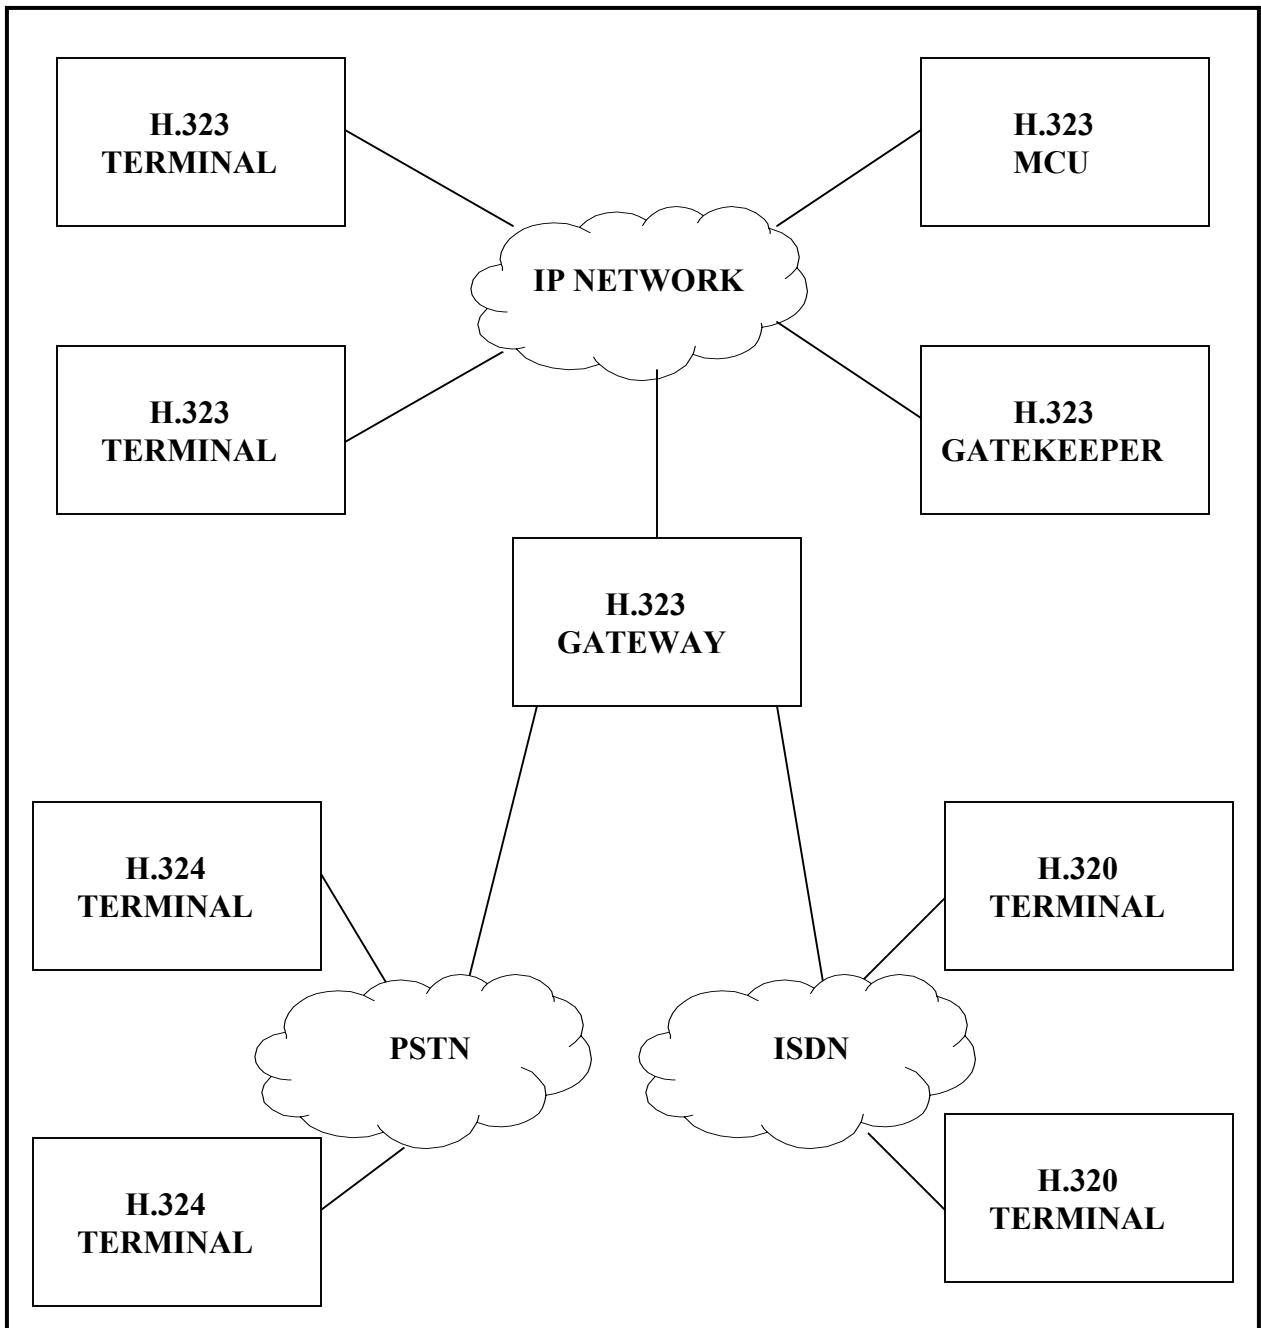 H.323
TERMINAL
H.323
MCU
IP NETWORK
H.323
TERMINAL
H.323
GATEKEEPER
H.323
GATEWAY
H.324
TERMINAL
H.320
TERMINAL
PSTN
ISDN
H.324
TERMINAL
H.320
TERMINAL